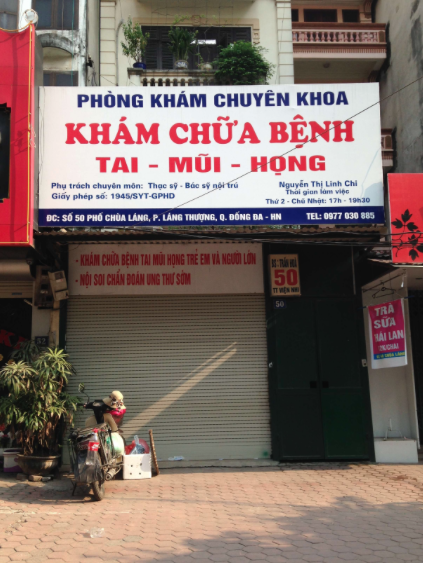 PHÒNG KHÁM CHUYÊN KHOA
KHÁM CHỮA BỆNH
TAI - MŨI - HỌNG
Phụ trách chuyên môn: Thạc sỹ - Bác sỹ nội trú
Nguyễn Thị Linh Chi
Thời gian làm việc
Giấy phép số: 1945/SYT-GPHĐ
Thứ 2 - Chủ Nhật: 17h - 19h30
ĐC: SỐ 50 PHỐ CHÙA LÁNG, P. LÁNG THƯỢNG, Q. ĐỐNG ĐA - HN
TEL: 0977 030 885
- KHÁM CHỮA BỆNH TAI MŨI HỌNG TRẺ EM VÀ NGƯỜI LỚN
- NỘI SOI CHẨN ĐOÁN UNG THƯ SỚM
50
TT VIỆN NHI
50
TRÀ
SỮA